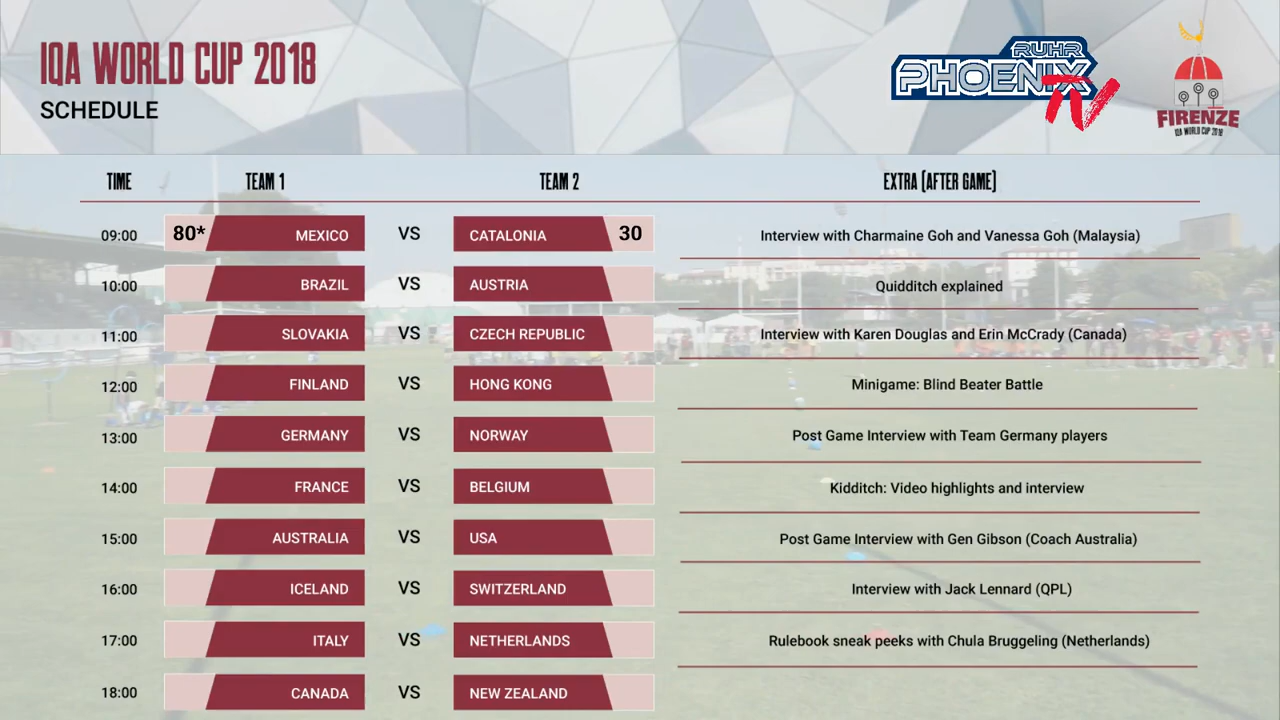 IQA WORLD CUP 2018
SCHEDULE
RUHR
PHOENIX
TV
FIRENZE
IQA WORLD CUP 2018
TIME TEAM 1 TEAM 2 EXTRA (AFTER GAME)
09:00 80* MEXICO VS CATALONIA 30 Interview with Charmaine Goh and Vanessa Goh (Malaysia)
10:00 BRAZIL VS AUSTRIA Quidditch explained
11:00 SLOVAKIA VS CZECH REPUBLIC Interview with Karen Douglas and Erin McCrady (Canada)
12:00 FINLAND VS HONG KONG Minigame: Blind Beater Battle
13:00 GERMANY VS NORWAY Post Game Interview with Team Germany players
14:00 FRANCE VS BELGIUM Kidditch: Video highlights and interview
15:00 AUSTRALIA VS USA Post Game Interview with Gen Gibson (Coach Australia)
16:00 ICELAND VS SWITZERLAND Interview with Jack Lennard (QPL)
17:00 ITALY VS NETHERLANDS Rulebook sneak peeks with Chula Bruggeling (Netherlands)
18:00 CANADA VS NEW ZEALAND